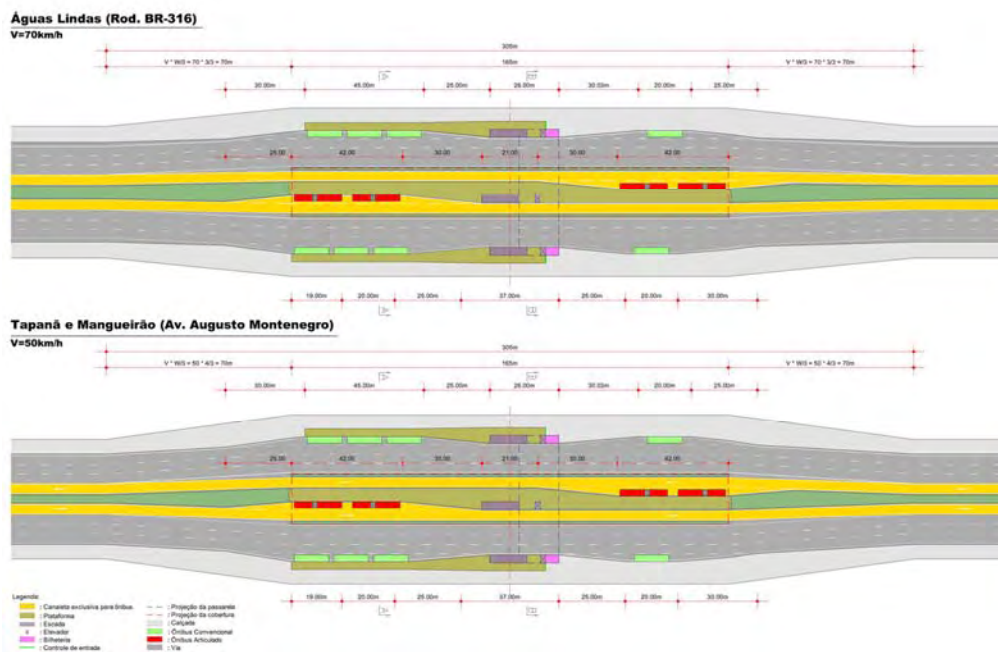 Águas Lindas (Rod. BR-316)
V=70km/h
305m
V * W/3 = 70 * 3/3 = 70m 165m V * W/3 = 70 * 3/3 = 70m
30.00m 45.00m 25.00m 26.00m 30.00m 20.00m 25.00m
25.00 42.00 30.00 21.00 30.00 42.00
19.00m 20.00m 25.00m 37.00m 25.00m 20.00m 30.00m
Tapanã e Mangueirão (Av. Augusto Montenegro)
V=50km/h
305m
V * W/3 = 50 * 4/3 = 70m 165m V * W/3 = 50 * 4/3 = 70m
30.00m 45.00m 25.00m 26.00m 30.00m 20.00m 25.00m
25.00 42.00 30.00 21.00 30.00 42.00
19.00m 20.00m 25.00m 37.00m 25.00m 20.00m 30.00m
Legenda:
: Canaleta exclusiva para ônibus
: Plataforma
: Escada
: Elevador
: Bilheteria
: Controle de entrada
: Projeção da passarela
: Projeção da cobertura
: Calçada
: Ônibus Convencional
: Ônibus Articulado
: Via